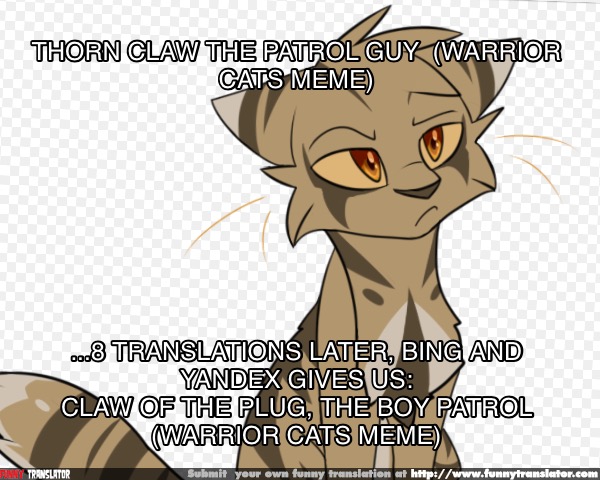 THORN CLAW THE PATROL GUY (WARRIOR
CATS MEME)
...8 TRANSLATIONS LATER, BING AND
YANDEX GIVES US:
CLAW OF THE PLUG, THE BOY PATROL
(WARRIOR CATS MEME)
FUNNY TRANSLATOR Submit your own funny translation at http://www.funnytranslator.com